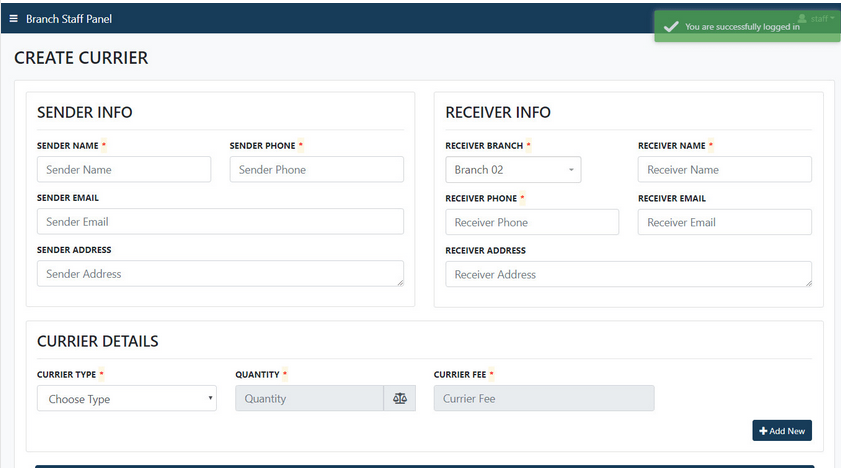 Branch Staff Panel
staff
You are successfully logged in
CREATE CURRIER
SENDER INFO
SENDER NAME *
SENDER PHONE *
Sender Name
Sender Phone
SENDER EMAIL
Sender Email
SENDER ADDRESS
Sender Address
RECEIVER INFO
RECEIVER BRANCH *
RECEIVER NAME *
Branch 02
Receiver Name
RECEIVER PHONE *
RECEIVER EMAIL
Receiver Phone
Receiver Email
RECEIVER ADDRESS
Receiver Address
CURRIER DETAILS
CURRIER TYPE *
QUANTITY *
CURRIER FEE *
Choose Type
Quantity
Currier Fee
Add New